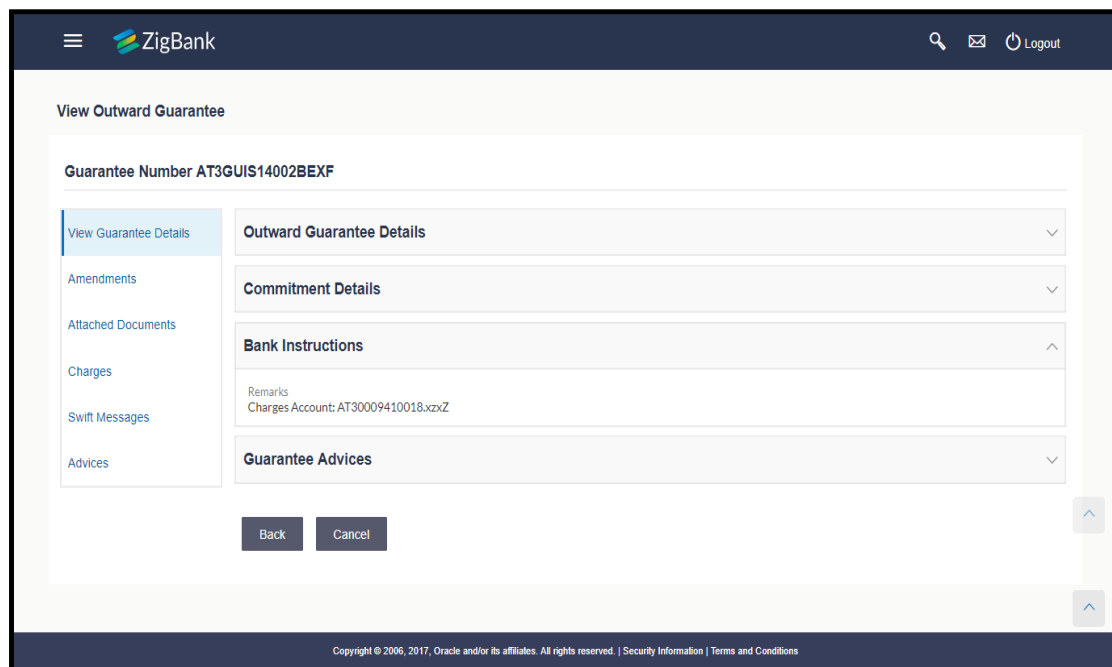 ZigBank
Logout
View Outward Guarantee
Guarantee Number AT3GUIS14002BEXF
View Guarantee Details
Amendments
Attached Documents
Charges
Swift Messages
Advices
Outward Guarantee Details
Commitment Details
Bank Instructions
Remarks
Charges Account: AT30009410018.xzxZ
Guarantee Advices
Back Cancel
Copyright © 2006, 2017, Oracle and/or its affiliates. All rights reserved. | Security Information | Terms and Conditions